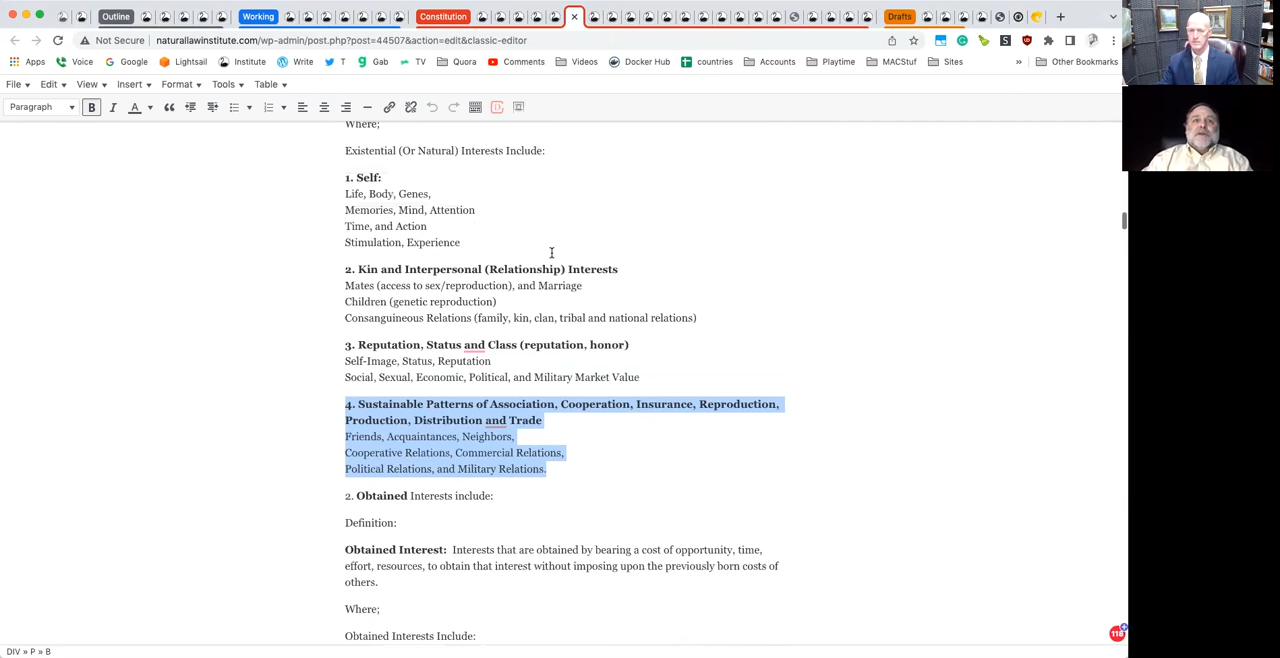 Outline
Working
Constitution
Drafts
Not Secure
naturallawinstitute.com/wp-admin/post.php?post=44507&action=edit&classic-editor
Apps Voice Google Lightsail Institute Write T Gab TV Quora Comments Videos Docker Hub countries Accounts Playtime MACStuf Sites » Other Bookmarks
File Edit View Insert Format Tools Table
Paragraph B I A
Where;
Existential (Or Natural) Interests Include:
1. Self:
Life, Body, Genes,
Memories, Mind, Attention
Time, and Action
Stimulation, Experience
2. Kin and Interpersonal (Relationship) Interests
Mates (access to sex/reproduction), and Marriage
Children (genetic reproduction)
Consanguineous Relations (family, kin, clan, tribal and national relations)
3. Reputation, Status and Class (reputation, honor)
Self-Image, Status, Reputation
Social, Sexual, Economic, Political, and Military Market Value
4. Sustainable Patterns of Association, Cooperation, Insurance, Reproduction,
Production, Distribution and Trade
Friends, Acquaintances, Neighbors,
Cooperative Relations, Commercial Relations,
Political Relations, and Military Relations.
2. Obtained Interests include:
Definition:
Obtained Interest: Interests that are obtained by bearing a cost of opportunity, time,
effort, resources, to obtain that interest without imposing upon the previously born costs of
others.
Where;
Obtained Interests Include:
118
DIV » P » B